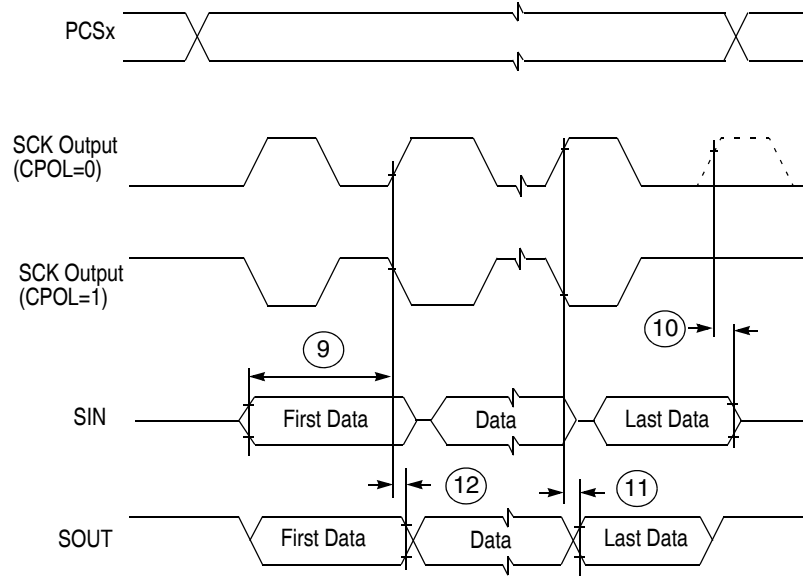 PCSx
SCK Output
(CPOL=0)
SCK Output
(CPOL=1)
10
9
SIN
First Data
Data
Last Data
12
11
SOUT
First Data
Data
Last Data